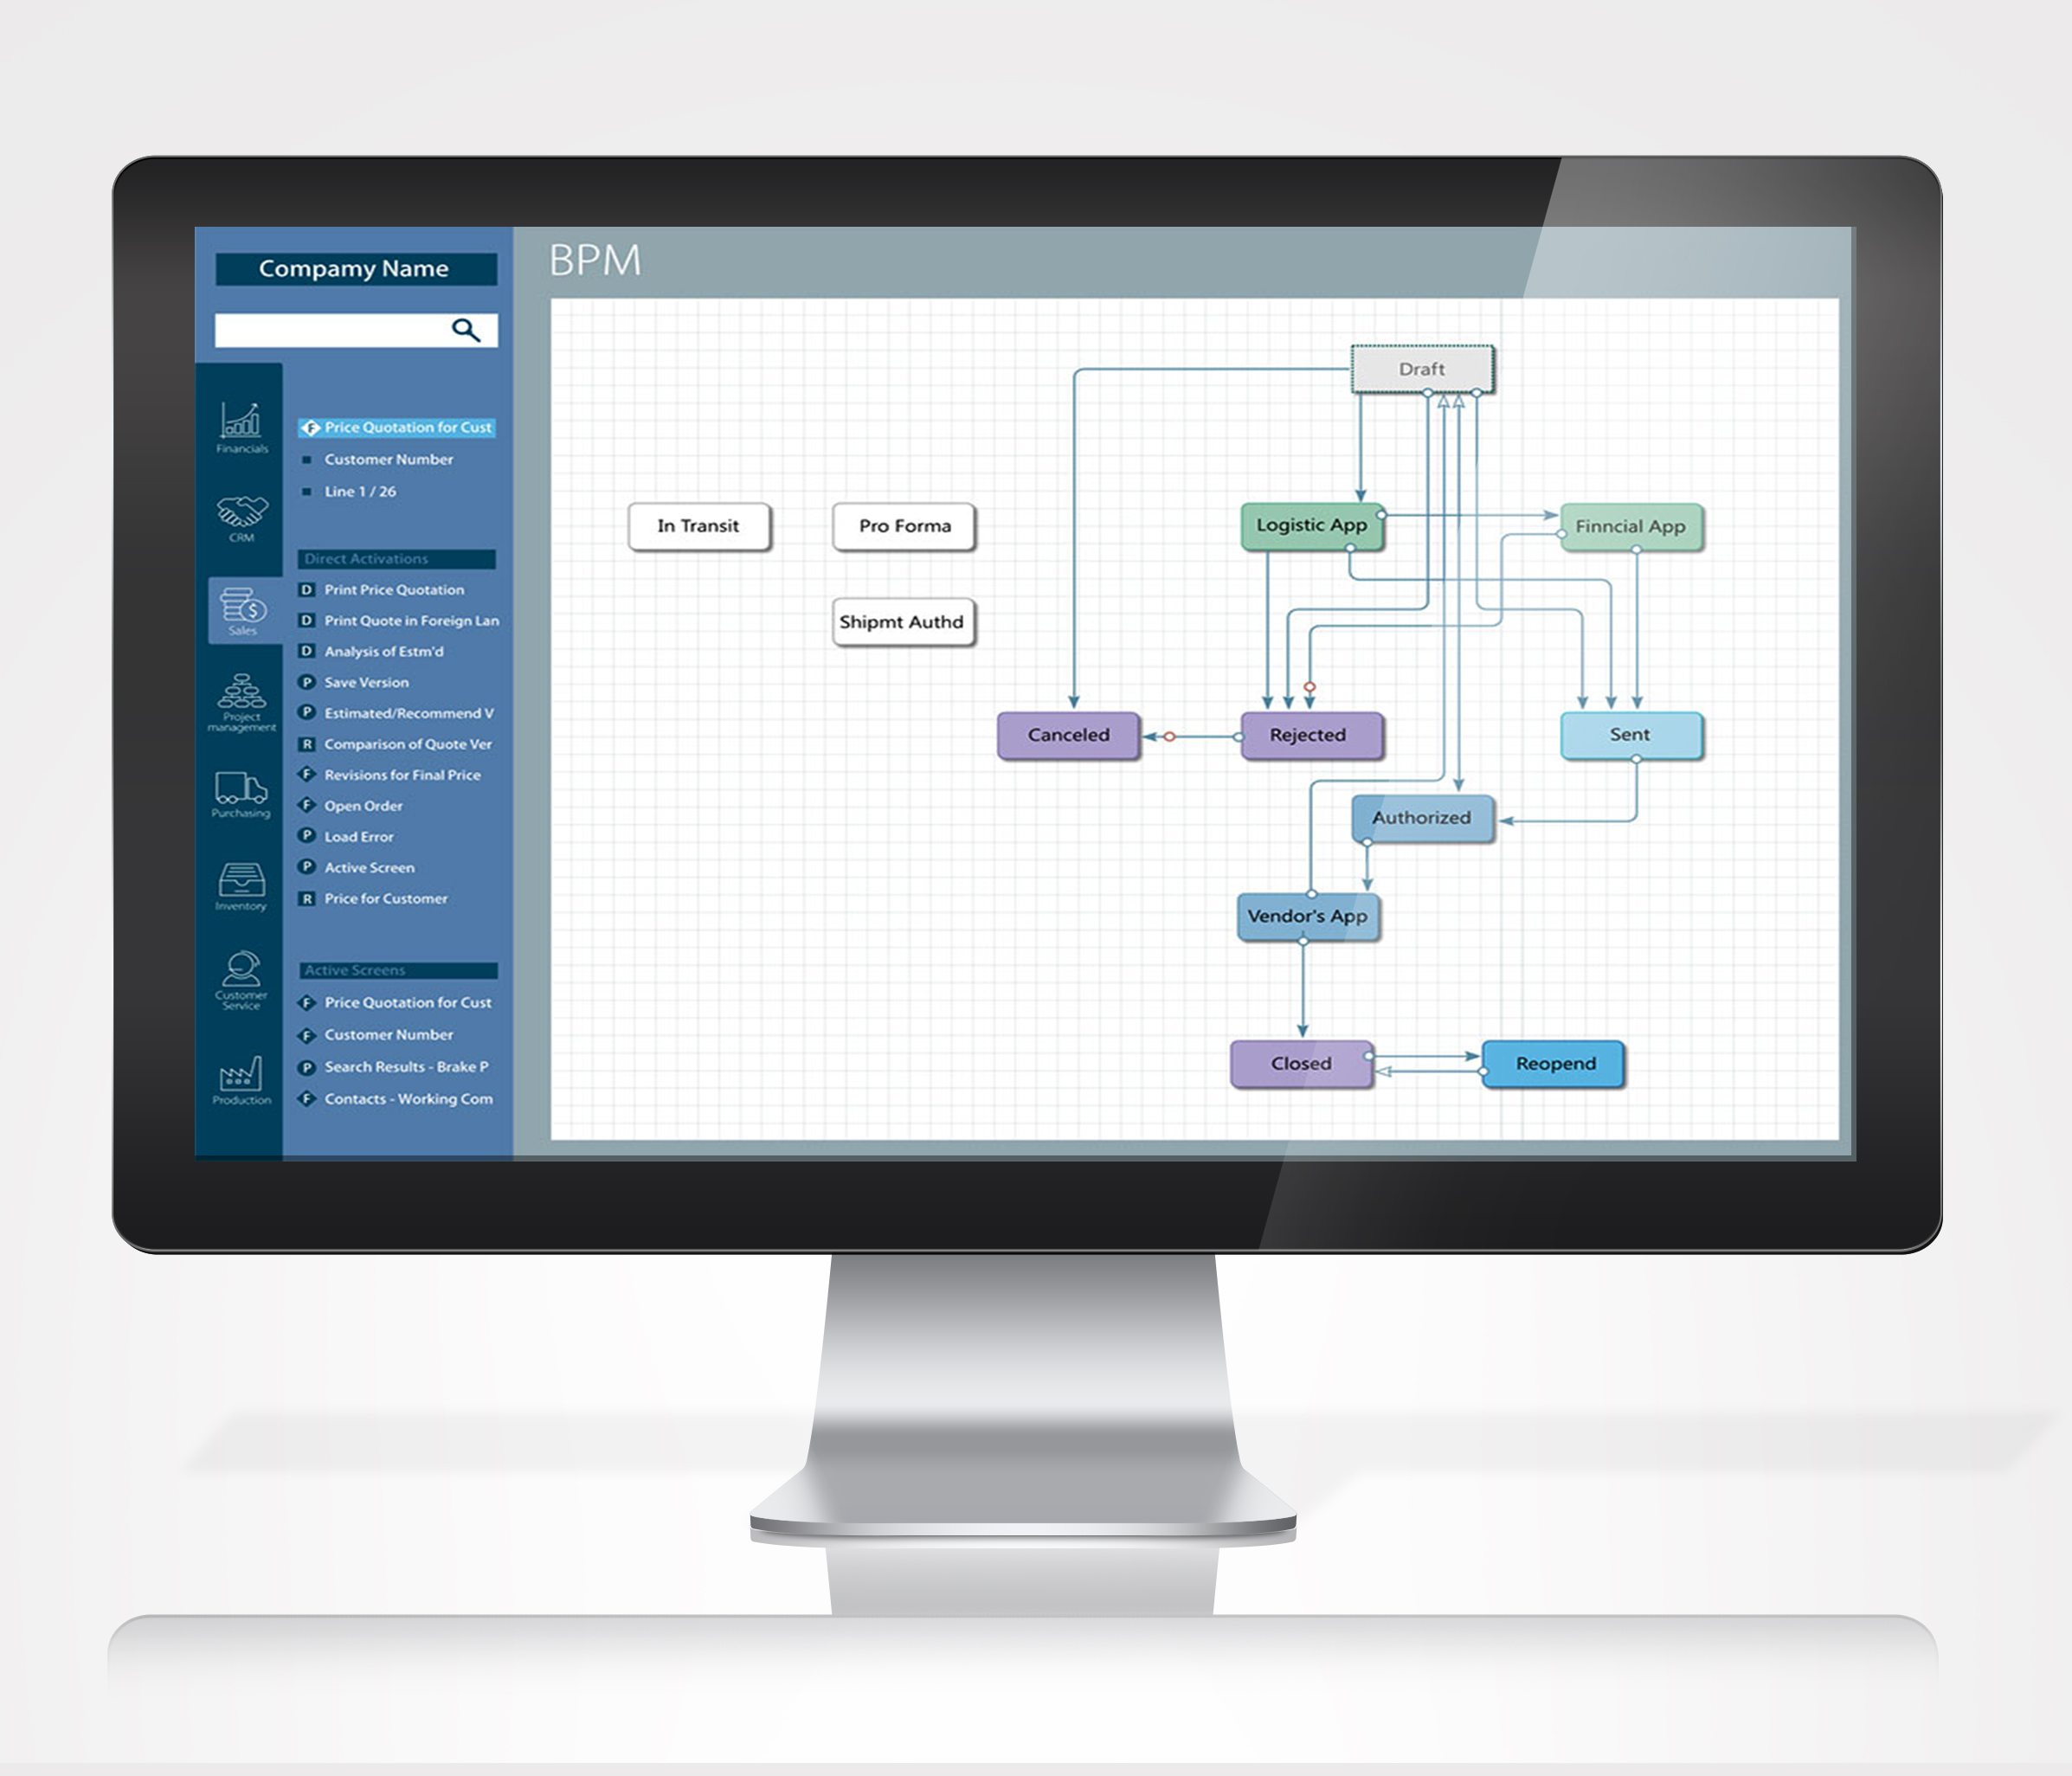 Compamy Name
BPM
Financials
CRM
Sales
Project
management
Purchasing
Inventory
Customer
Service
Production
F Price Quotation for Cust
Customer Number
Line 1 / 26
Direct Activations
D Print Price Quotation
D Print Quote in Foreign Lan
D Analysis of Estm'd
P Save Version
P Estimated/Recommend V
R Comparison of Quote Ver
F Revisions for Final Price
F Open Order
P Load Error
P Active Screen
R Price for Customer
Active Screens
F Price Quotation for Cust
F Customer Number
P Search Results - Brake P
F Contacts - Working Com
Draft
In Transit
Pro Forma
Logistic App
Finncial App
Shipmt Authd
Canceled
Rejected
Sent
Authorized
Vendor's App
Closed
Reopend